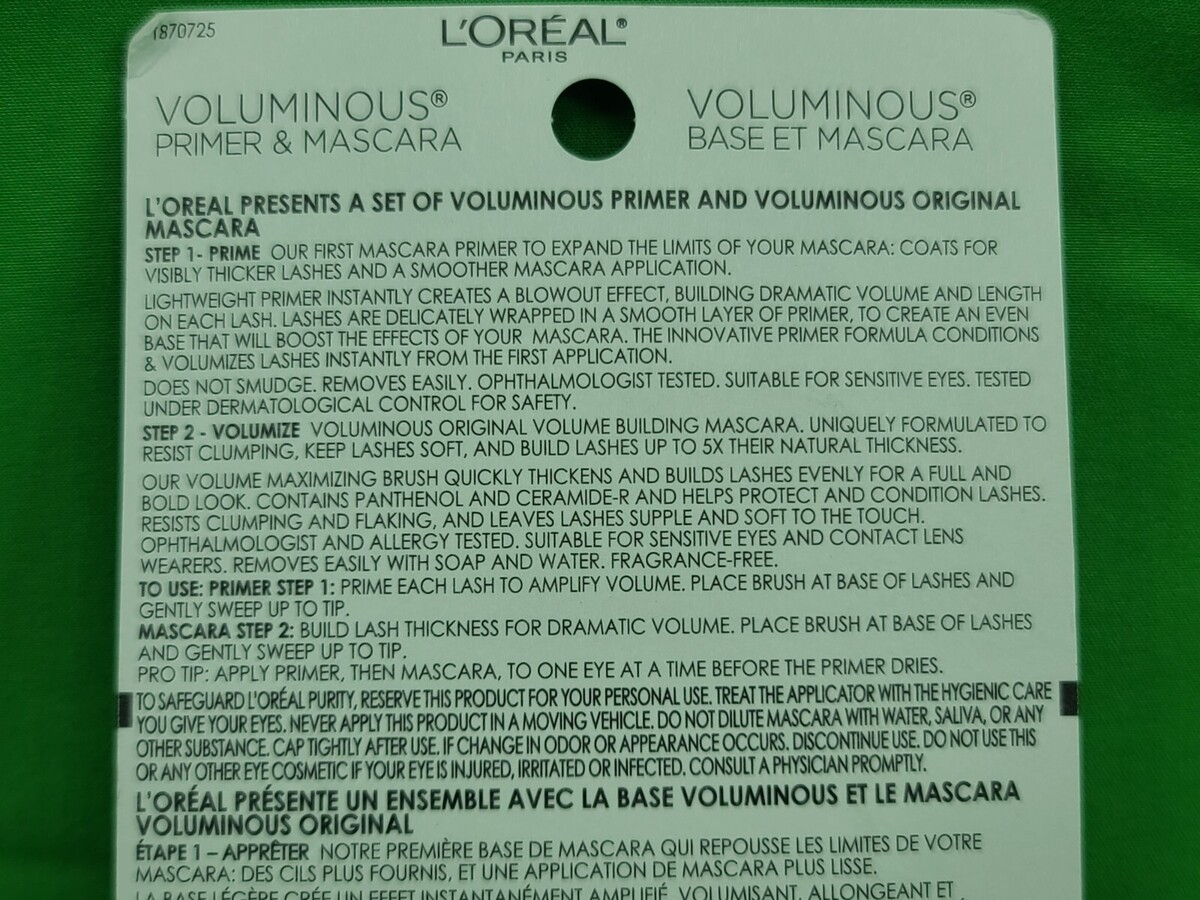 1870725
L'ORÉAL®
PARIS
VOLUMINOUS®
PRIMER & MASCARA
VOLUMINOUS®
BASE ET MASCARA
L'OREAL PRESENTS A SET OF VOLUMINOUS PRIMER AND VOLUMINOUS ORIGINAL
MASCARA
STEP 1- PRIME OUR FIRST MASCARA PRIMER TO EXPAND THE LIMITS OF YOUR MASCARA: COATS FOR
VISIBLY THICKER LASHES AND A SMOOTHER MASCARA APPLICATION.
LIGHTWEIGHT PRIMER INSTANTLY CREATES A BLOWOUT EFFECT, BUILDING DRAMATIC VOLUME AND LENGTH
ON EACH LASH. LASHES ARE DELICATELY WRAPPED IN A SMOOTH LAYER OF PRIMER, TO CREATE AN EVEN
BASE THAT WILL BOOST THE EFFECTS OF YOUR MASCARA. THE INNOVATIVE PRIMER FORMULA CONDITIONS
& VOLUMIZES LASHES INSTANTLY FROM THE FIRST APPLICATION.
DOES NOT SMUDGE. REMOVES EASILY. OPHTHALMOLOGIST TESTED. SUITABLE FOR SENSITIVE EYES. TESTED
UNDER DERMATOLOGICAL CONTROL FOR SAFETY.
STEP 2 - VOLUMIZE VOLUMINOUS ORIGINAL VOLUME BUILDING MASCARA. UNIQUELY FORMULATED TO
RESIST CLUMPING, KEEP LASHES SOFT, AND BUILD LASHES UP TO 5X THEIR NATURAL THICKNESS.
OUR VOLUME MAXIMIZING BRUSH QUICKLY THICKENS AND BUILDS LASHES EVENLY FOR A FULL AND
BOLD LOOK. CONTAINS PANTHENOL AND CERAMIDE-R AND HELPS PROTECT AND CONDITION LASHES.
RESISTS CLUMPING AND FLAKING, AND LEAVES LASHES SUPPLE AND SOFT TO THE TOUCH.
OPHTHALMOLOGIST AND ALLERGY TESTED. SUITABLE FOR SENSITIVE EYES AND CONTACT LENS
WEARERS. REMOVES EASILY WITH SOAP AND WATER. FRAGRANCE-FREE.
TO USE: PRIMER STEP 1: PRIME EACH LASH TO AMPLIFY VOLUME. PLACE BRUSH AT BASE OF LASHES AND
GENTLY SWEEP UP TO TIP.
MASCARA STEP 2: BUILD LASH THICKNESS FOR DRAMATIC VOLUME. PLACE BRUSH AT BASE OF LASHES
AND GENTLY SWEEP UP TO TIP.
PRO TIP: APPLY PRIMER, THEN MASCARA, TO ONE EYE AT A TIME BEFORE THE PRIMER DRIES.
TO SAFEGUARD L'ORÉAL PURITY, RESERVE THIS PRODUCT FOR YOUR PERSONAL USE. TREAT THE APPLICATOR WITH THE HYGIENIC CARE
YOU GIVE YOUR EYES. NEVER APPLY THIS PRODUCT IN A MOVING VEHICLE. DO NOT DILUTE MASCARA WITH WATER, SALIVA, OR ANY
OTHER SUBSTANCE. CAP TIGHTLY AFTER USE. IF CHANGE IN ODOR OR APPEARANCE OCCURS. DISCONTINUE USE. DO NOT USE THIS
OR ANY OTHER EYE COSMETIC IF YOUR EYE IS INJURED, IRRITATED OR INFECTED. CONSULT A PHYSICIAN PROMPTLY.
L'ORÉAL PRÉSENTE UN ENSEMBLE AVEC LA BASE VOLUMINOUS ET LE MASCARA
VOLUMINOUS ORIGINAL
ÉTAPE 1 – APPRÊTER NOTRE PREMIÈRE BASE DE MASCARA QUI REPOUSSE LES LIMITES DE VOTRE
MASCARA: DES CILS PLUS FOURNIS, ET UNE APPLICATION DE MASCARA PLUS LISSE.
LA BASE LÉGÈRE CRÉE UN EFFET INSTANTANÉMENT AMPLIFIÉ, VOLUMISANT, ALLONGEANT ET